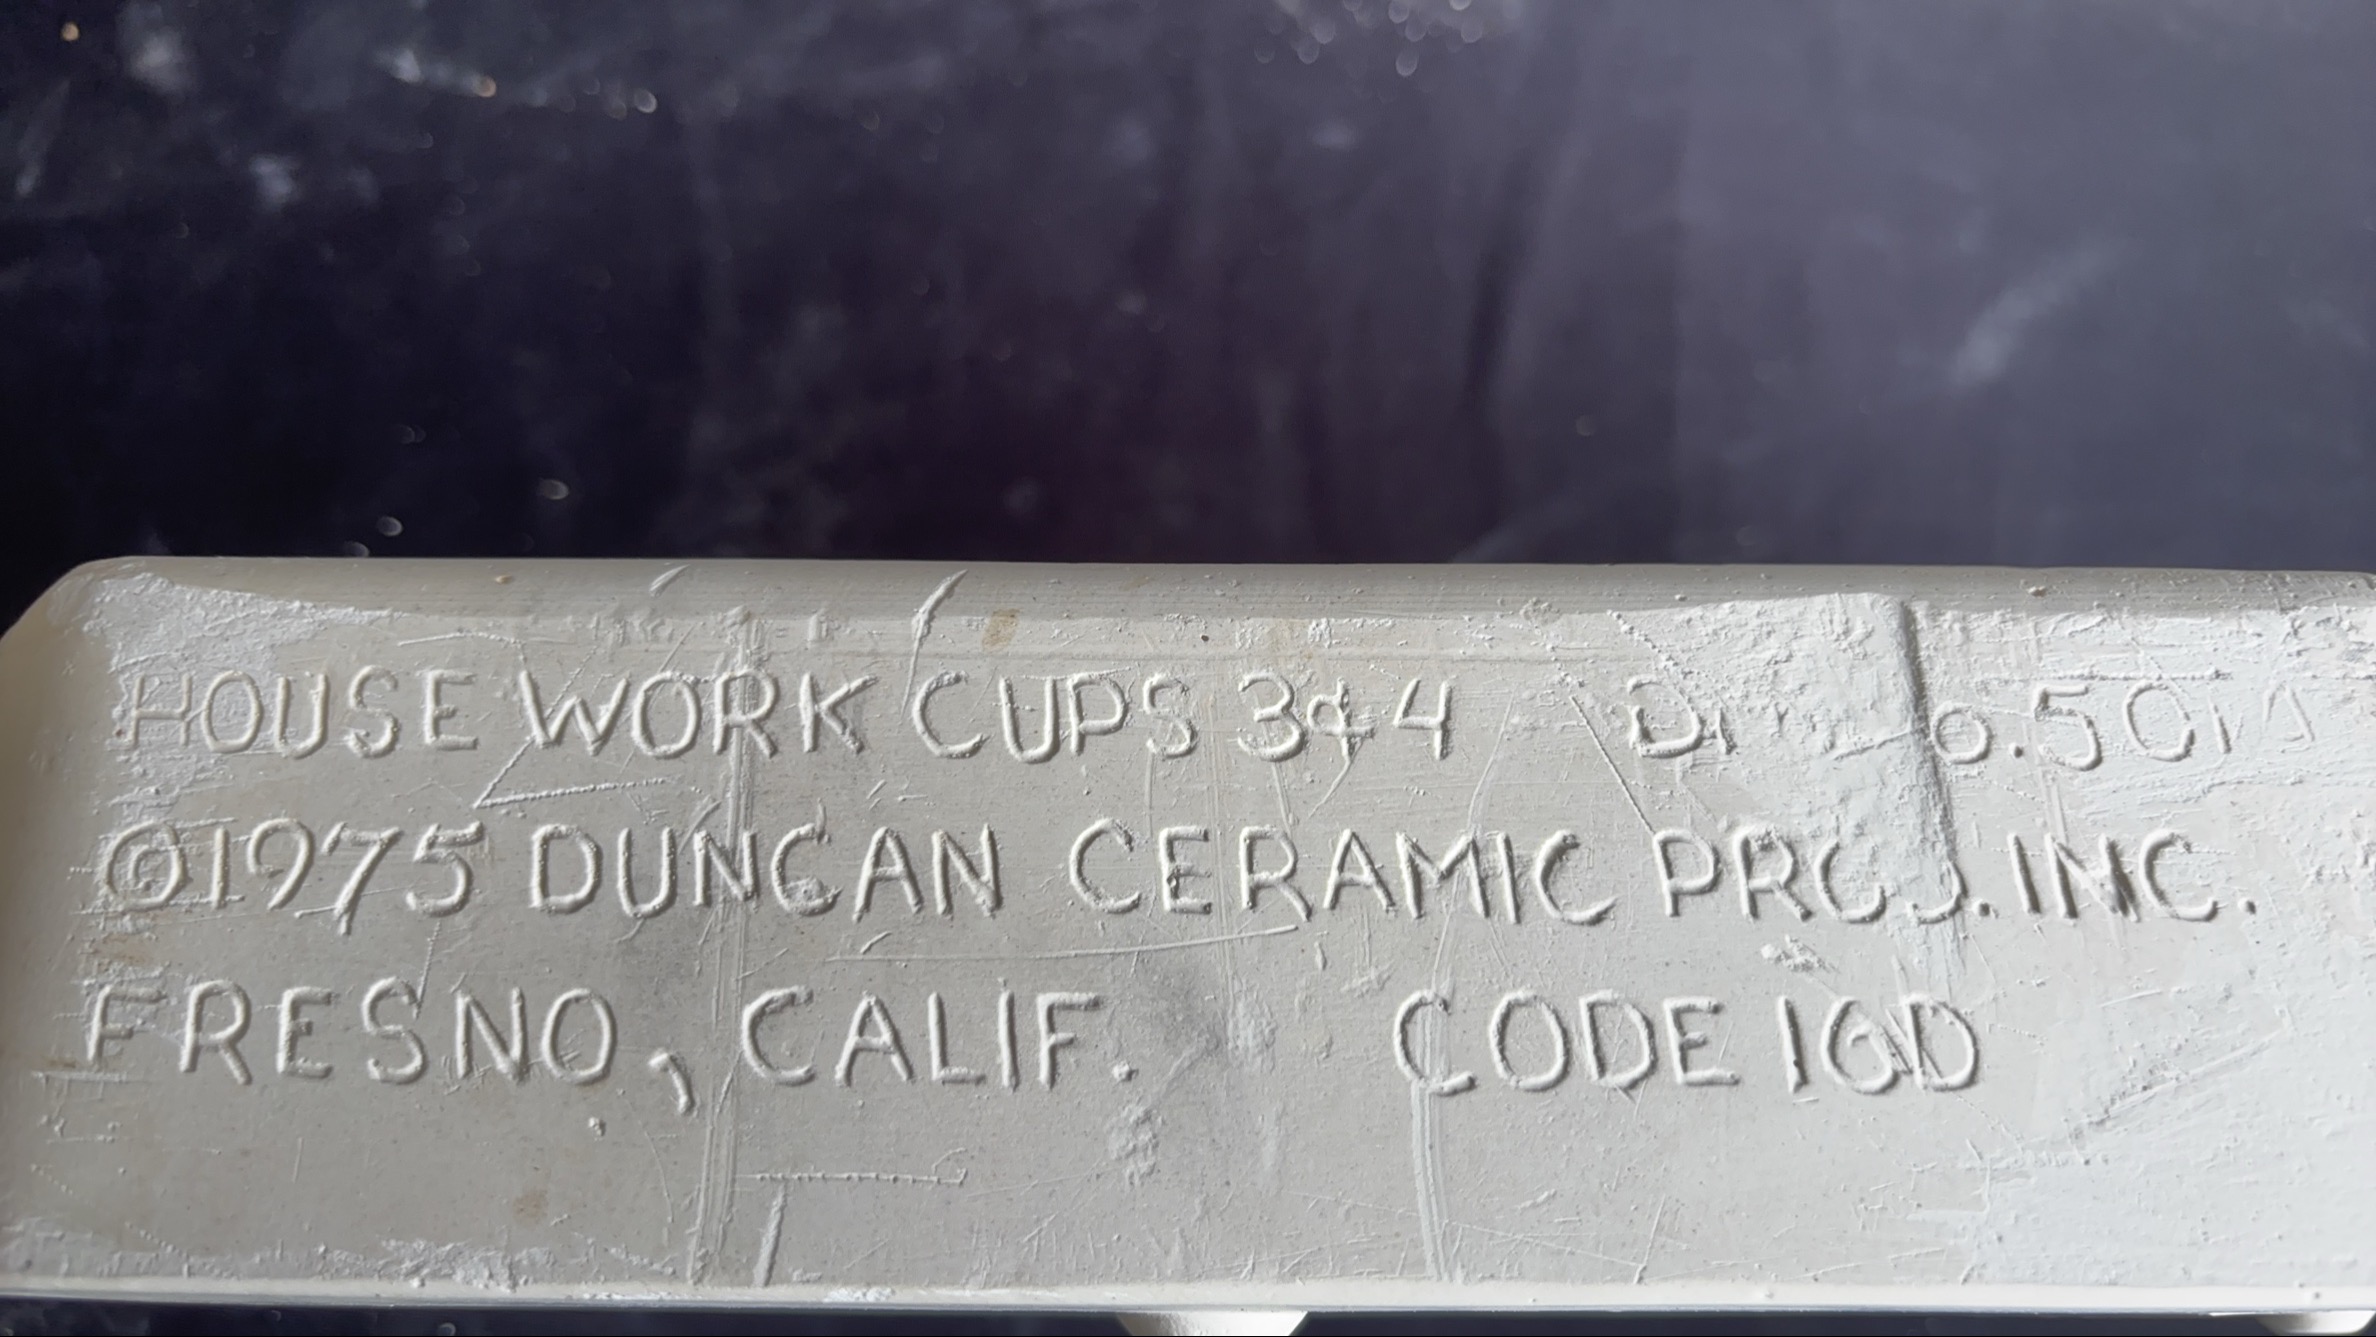 HOUSE WORK CUPS 3&4
©1975 DUNCAN CERAMIC PROD. INC.
FRESNO, CALIF. CODE 10D